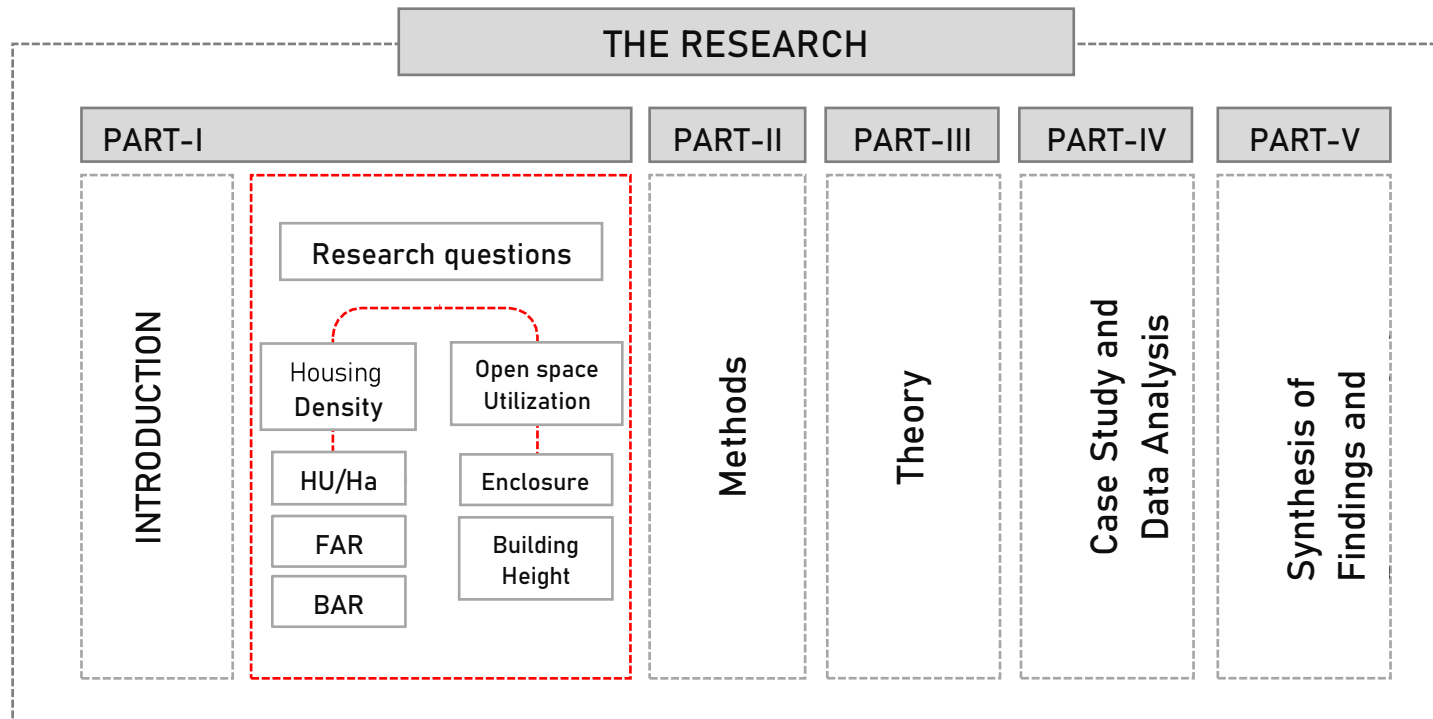 THE RESEARCH
PART-I
PART-II
PART-III
PART-IV
PART-V
INTRODUCTION
Research questions
Housing
Density
HU/Ha
FAR
BAR
Open space
Utilization
Enclosure
Building
Height
Methods
Theory
Case Study and
Data Analysis
Synthesis of
Findings and